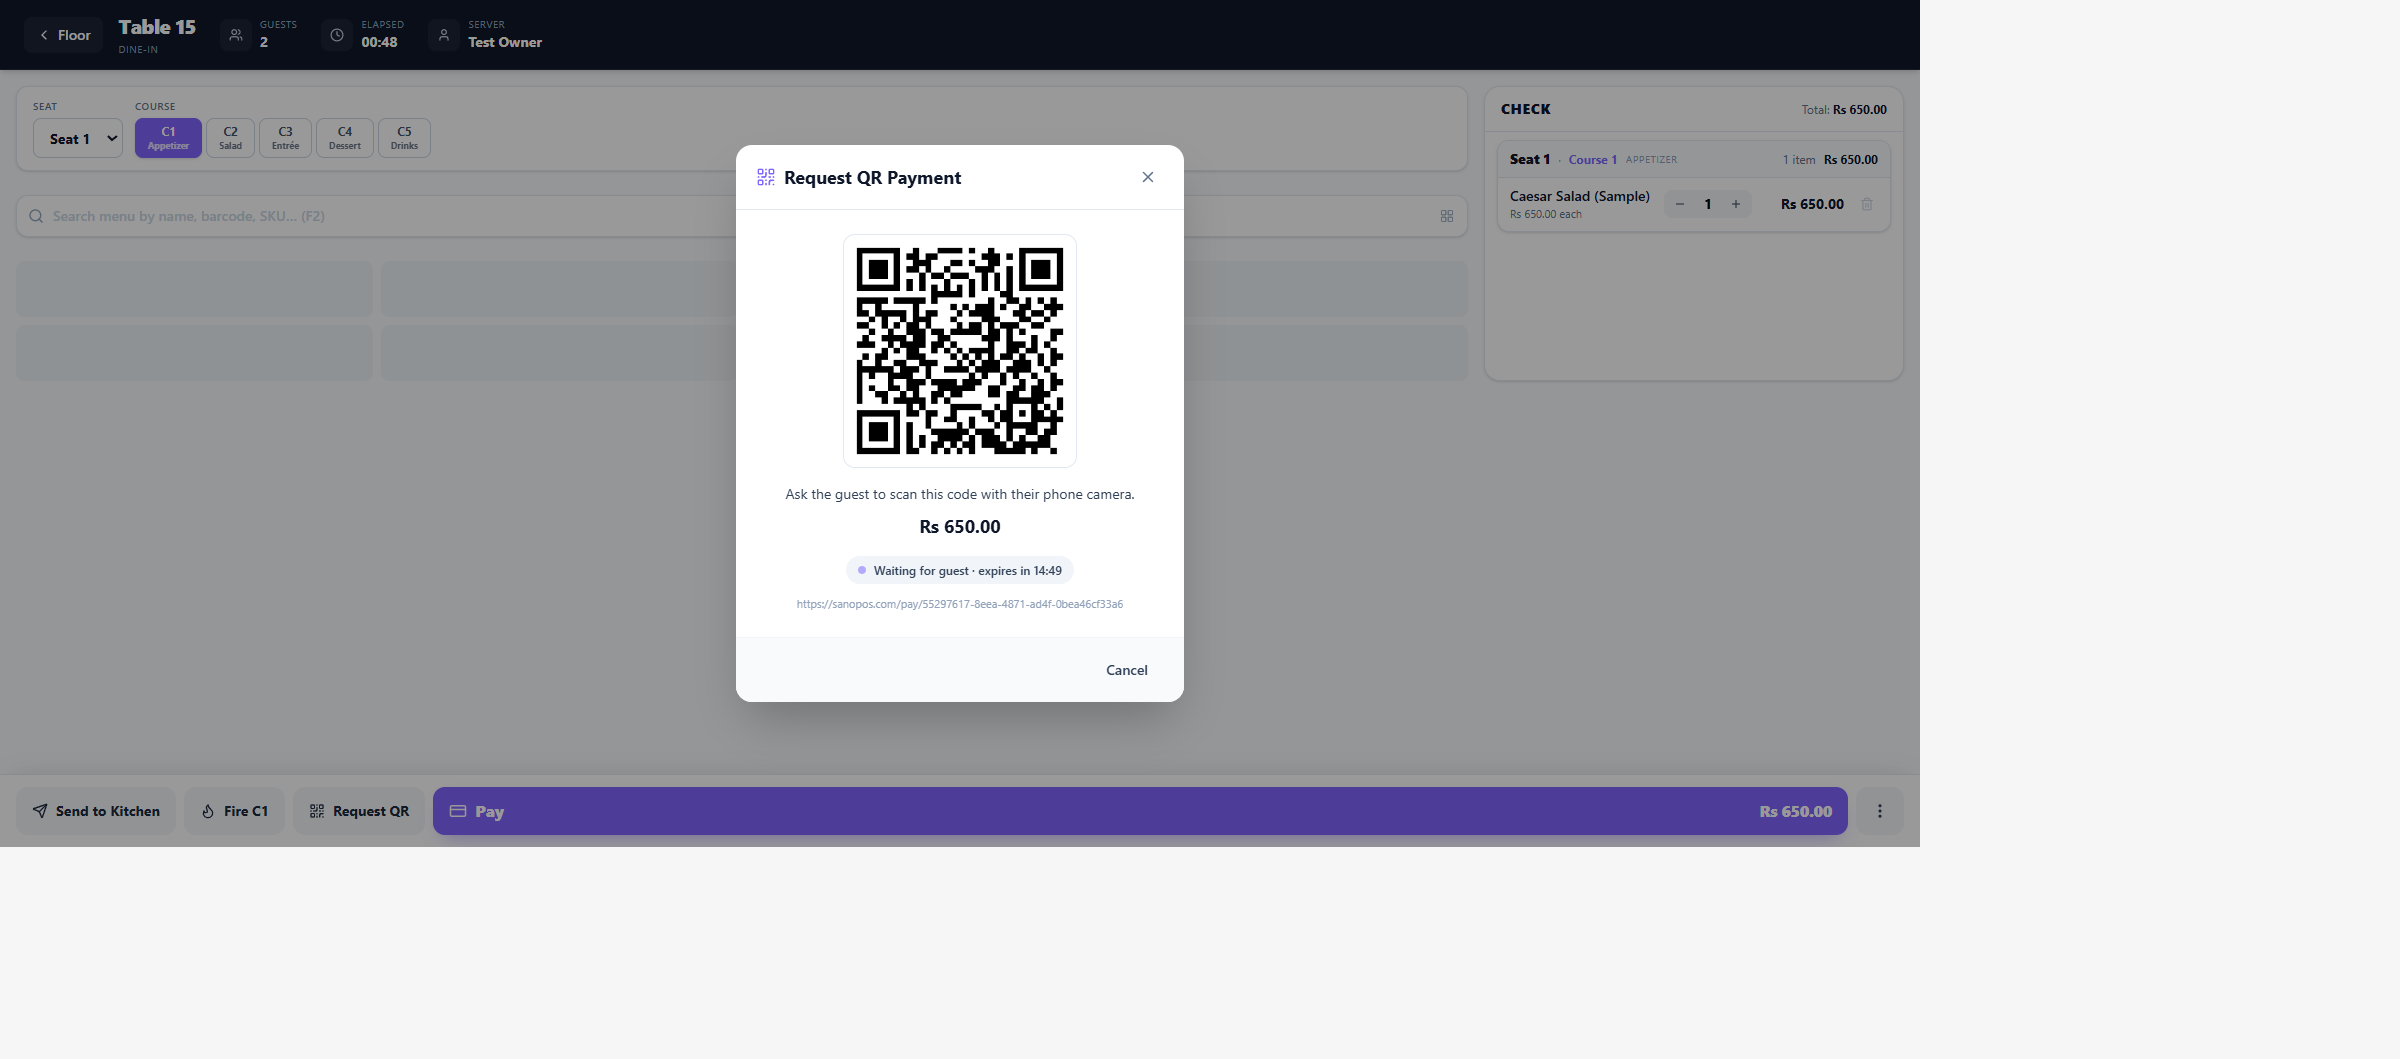 Floor
Table 15
DINE-IN
GUESTS
2
ELAPSED
00:48
SERVER
Test Owner
SEAT
Seat 1
COURSE
C1
Appetizer
C2
Salad
C3
Entrée
C4
Dessert
C5
Drinks
Search menu by name, barcode, SKU... (F2)
CHECK
Total: Rs 650.00
Seat 1 · Course 1 APPETIZER 1 item Rs 650.00
Caesar Salad (Sample)
Rs 650.00 each
− 1 +
Rs 650.00
Request QR Payment
Ask the guest to scan this code with their phone camera.
Rs 650.00
Waiting for guest · expires in 14:49
https://sanopos.com/pay/55297617-8eea-4871-ad4f-0bea46cf33a6
Cancel
Send to Kitchen
Fire C1
Request QR
Pay
Rs 650.00